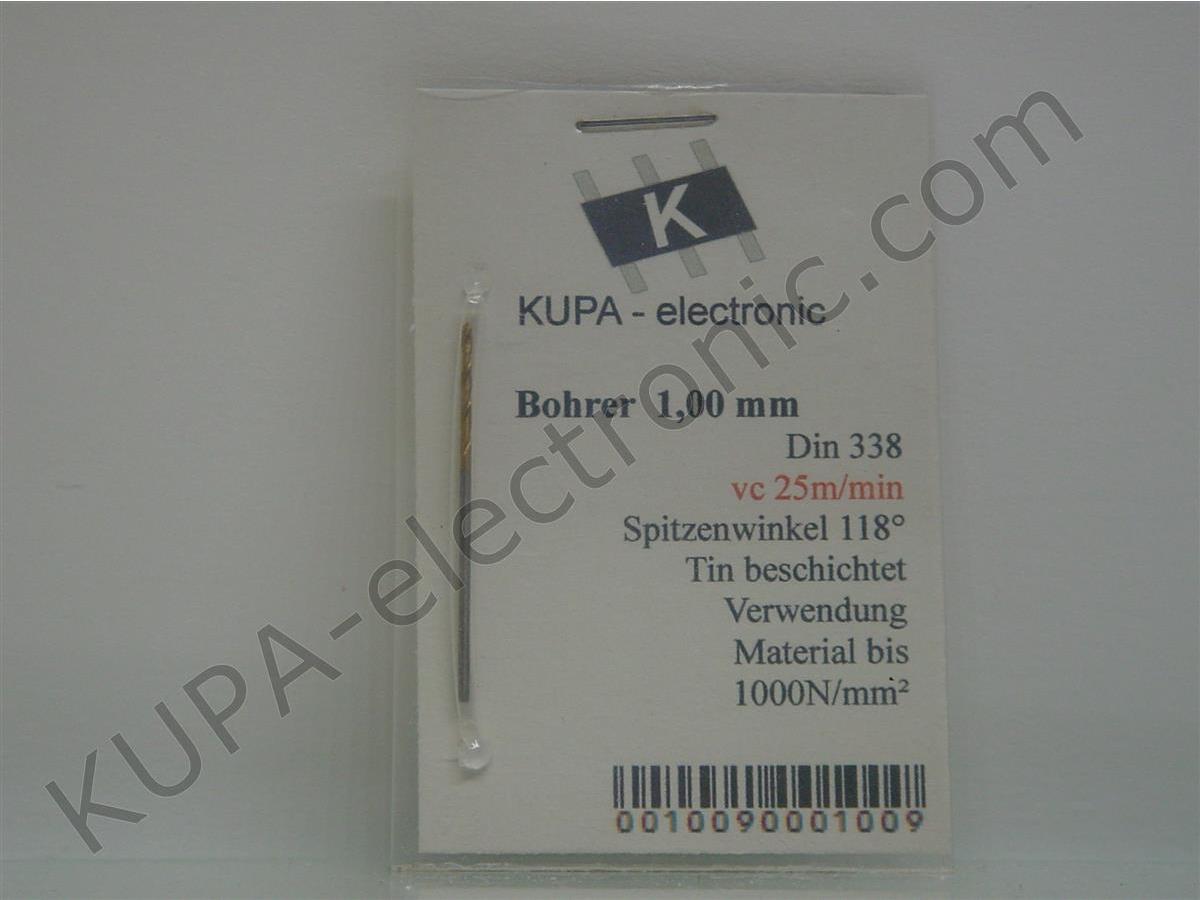 K
KUPA - electronic
Bohrer 1,00 mm
Din 338
vc 25m/min
Spitzenwinkel 118°
Tin beschichtet
Verwendung
Material bis
1000N/mm²
0010090001009
KUPA-electronic.com